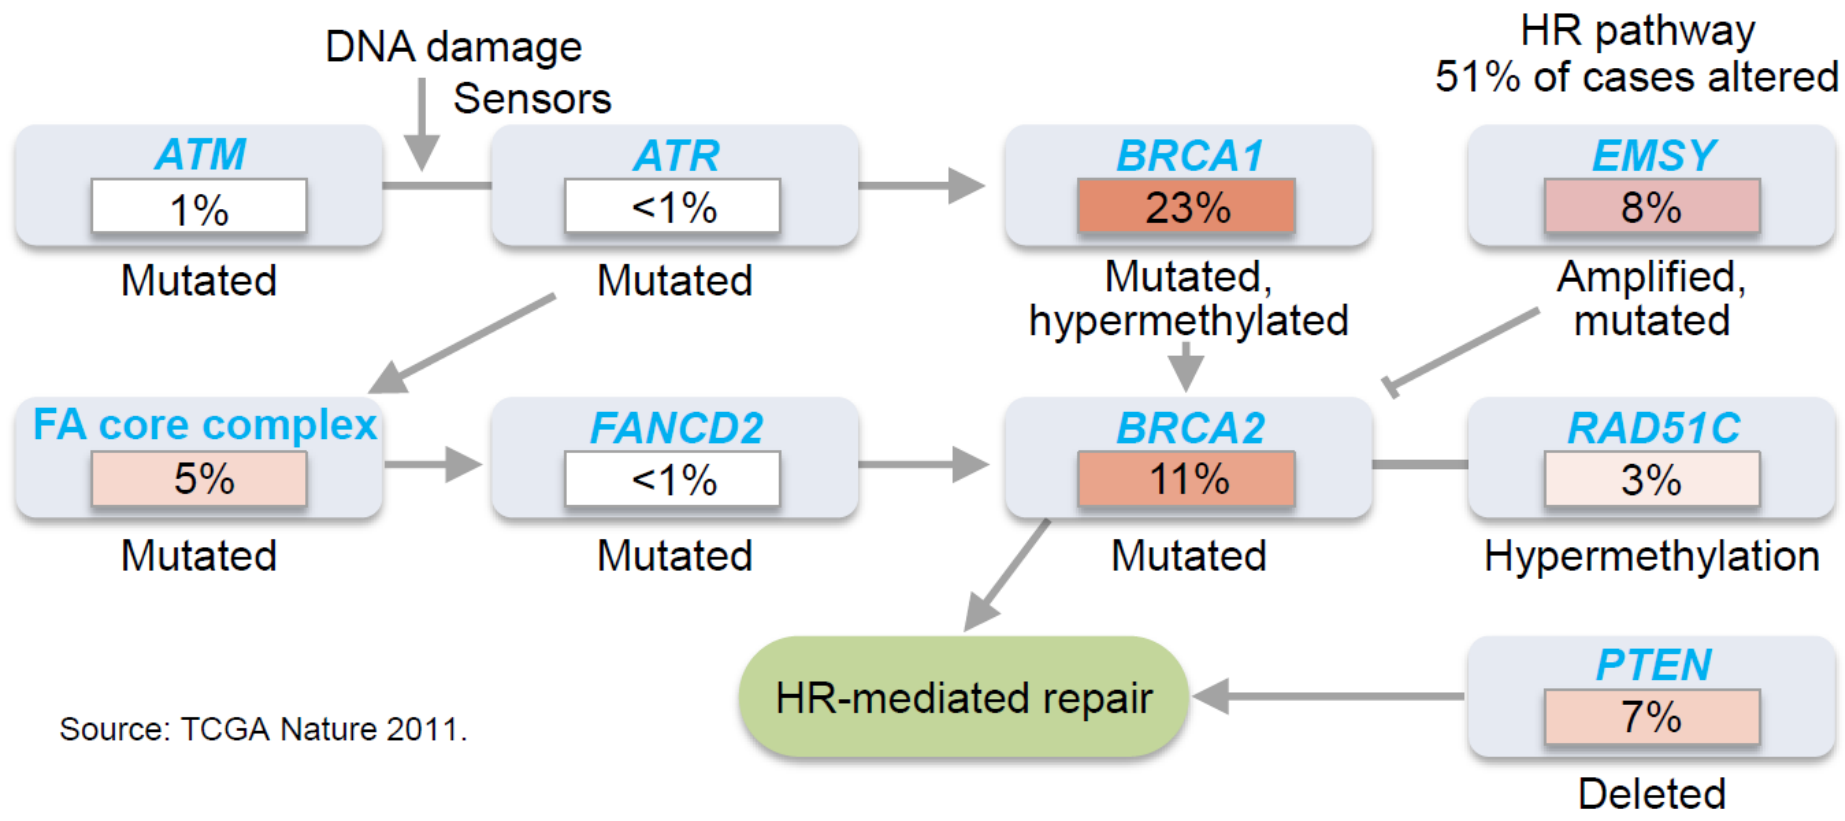 DNA damage
Sensors
HR pathway
51% of cases altered
ATM
1%
Mutated
ATR
<1%
Mutated
BRCA1
23%
Mutated,
hypermethylated
EMSY
8%
Amplified,
mutated
FA core complex
5%
Mutated
FANCD2
<1%
Mutated
BRCA2
11%
Mutated
RAD51C
3%
Hypermethylation
HR-mediated repair
PTEN
7%
Deleted
Source: TCGA Nature 2011.